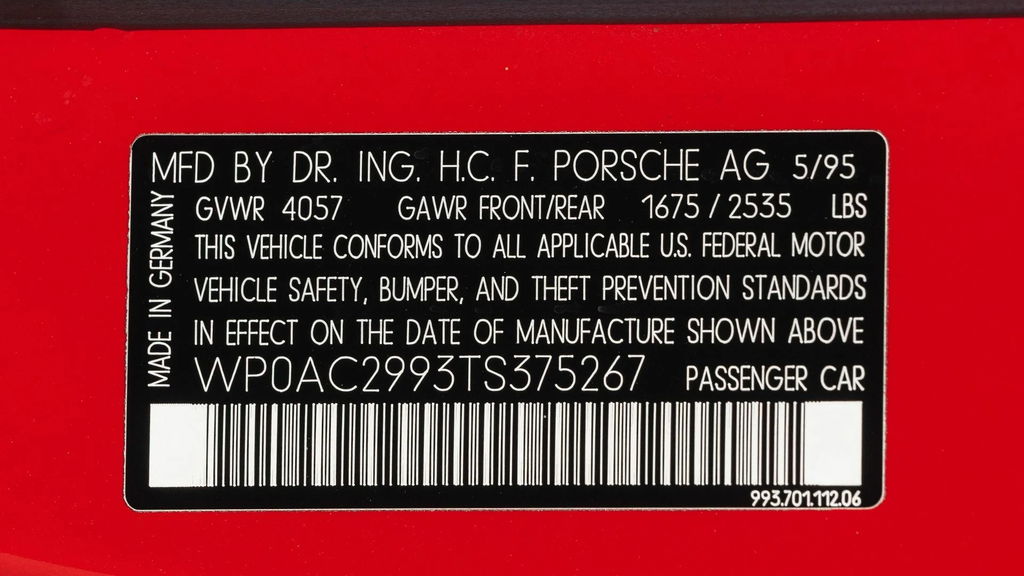 MFD BY DR. ING. H.C. F. PORSCHE AG 5/95
GVWR 4057 GAWR FRONT/REAR 1675 / 2535 LBS
THIS VEHICLE CONFORMS TO ALL APPLICABLE U.S. FEDERAL MOTOR
VEHICLE SAFETY, BUMPER, AND THEFT PREVENTION STANDARDS
IN EFFECT ON THE DATE OF MANUFACTURE SHOWN ABOVE
WP0AC2993TS375267 PASSENGER CAR
MADE IN GERMANY
993.701.112.06